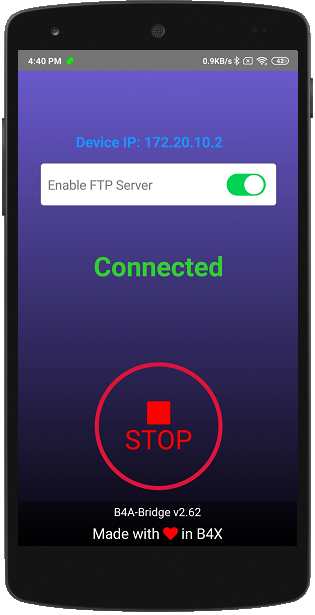 4:40 PM 0.9KB/s 42
Device IP: 172.20.10.2
Enable FTP Server
Connected
STOP
B4A-Bridge v2.62
Made with ❤ in B4X